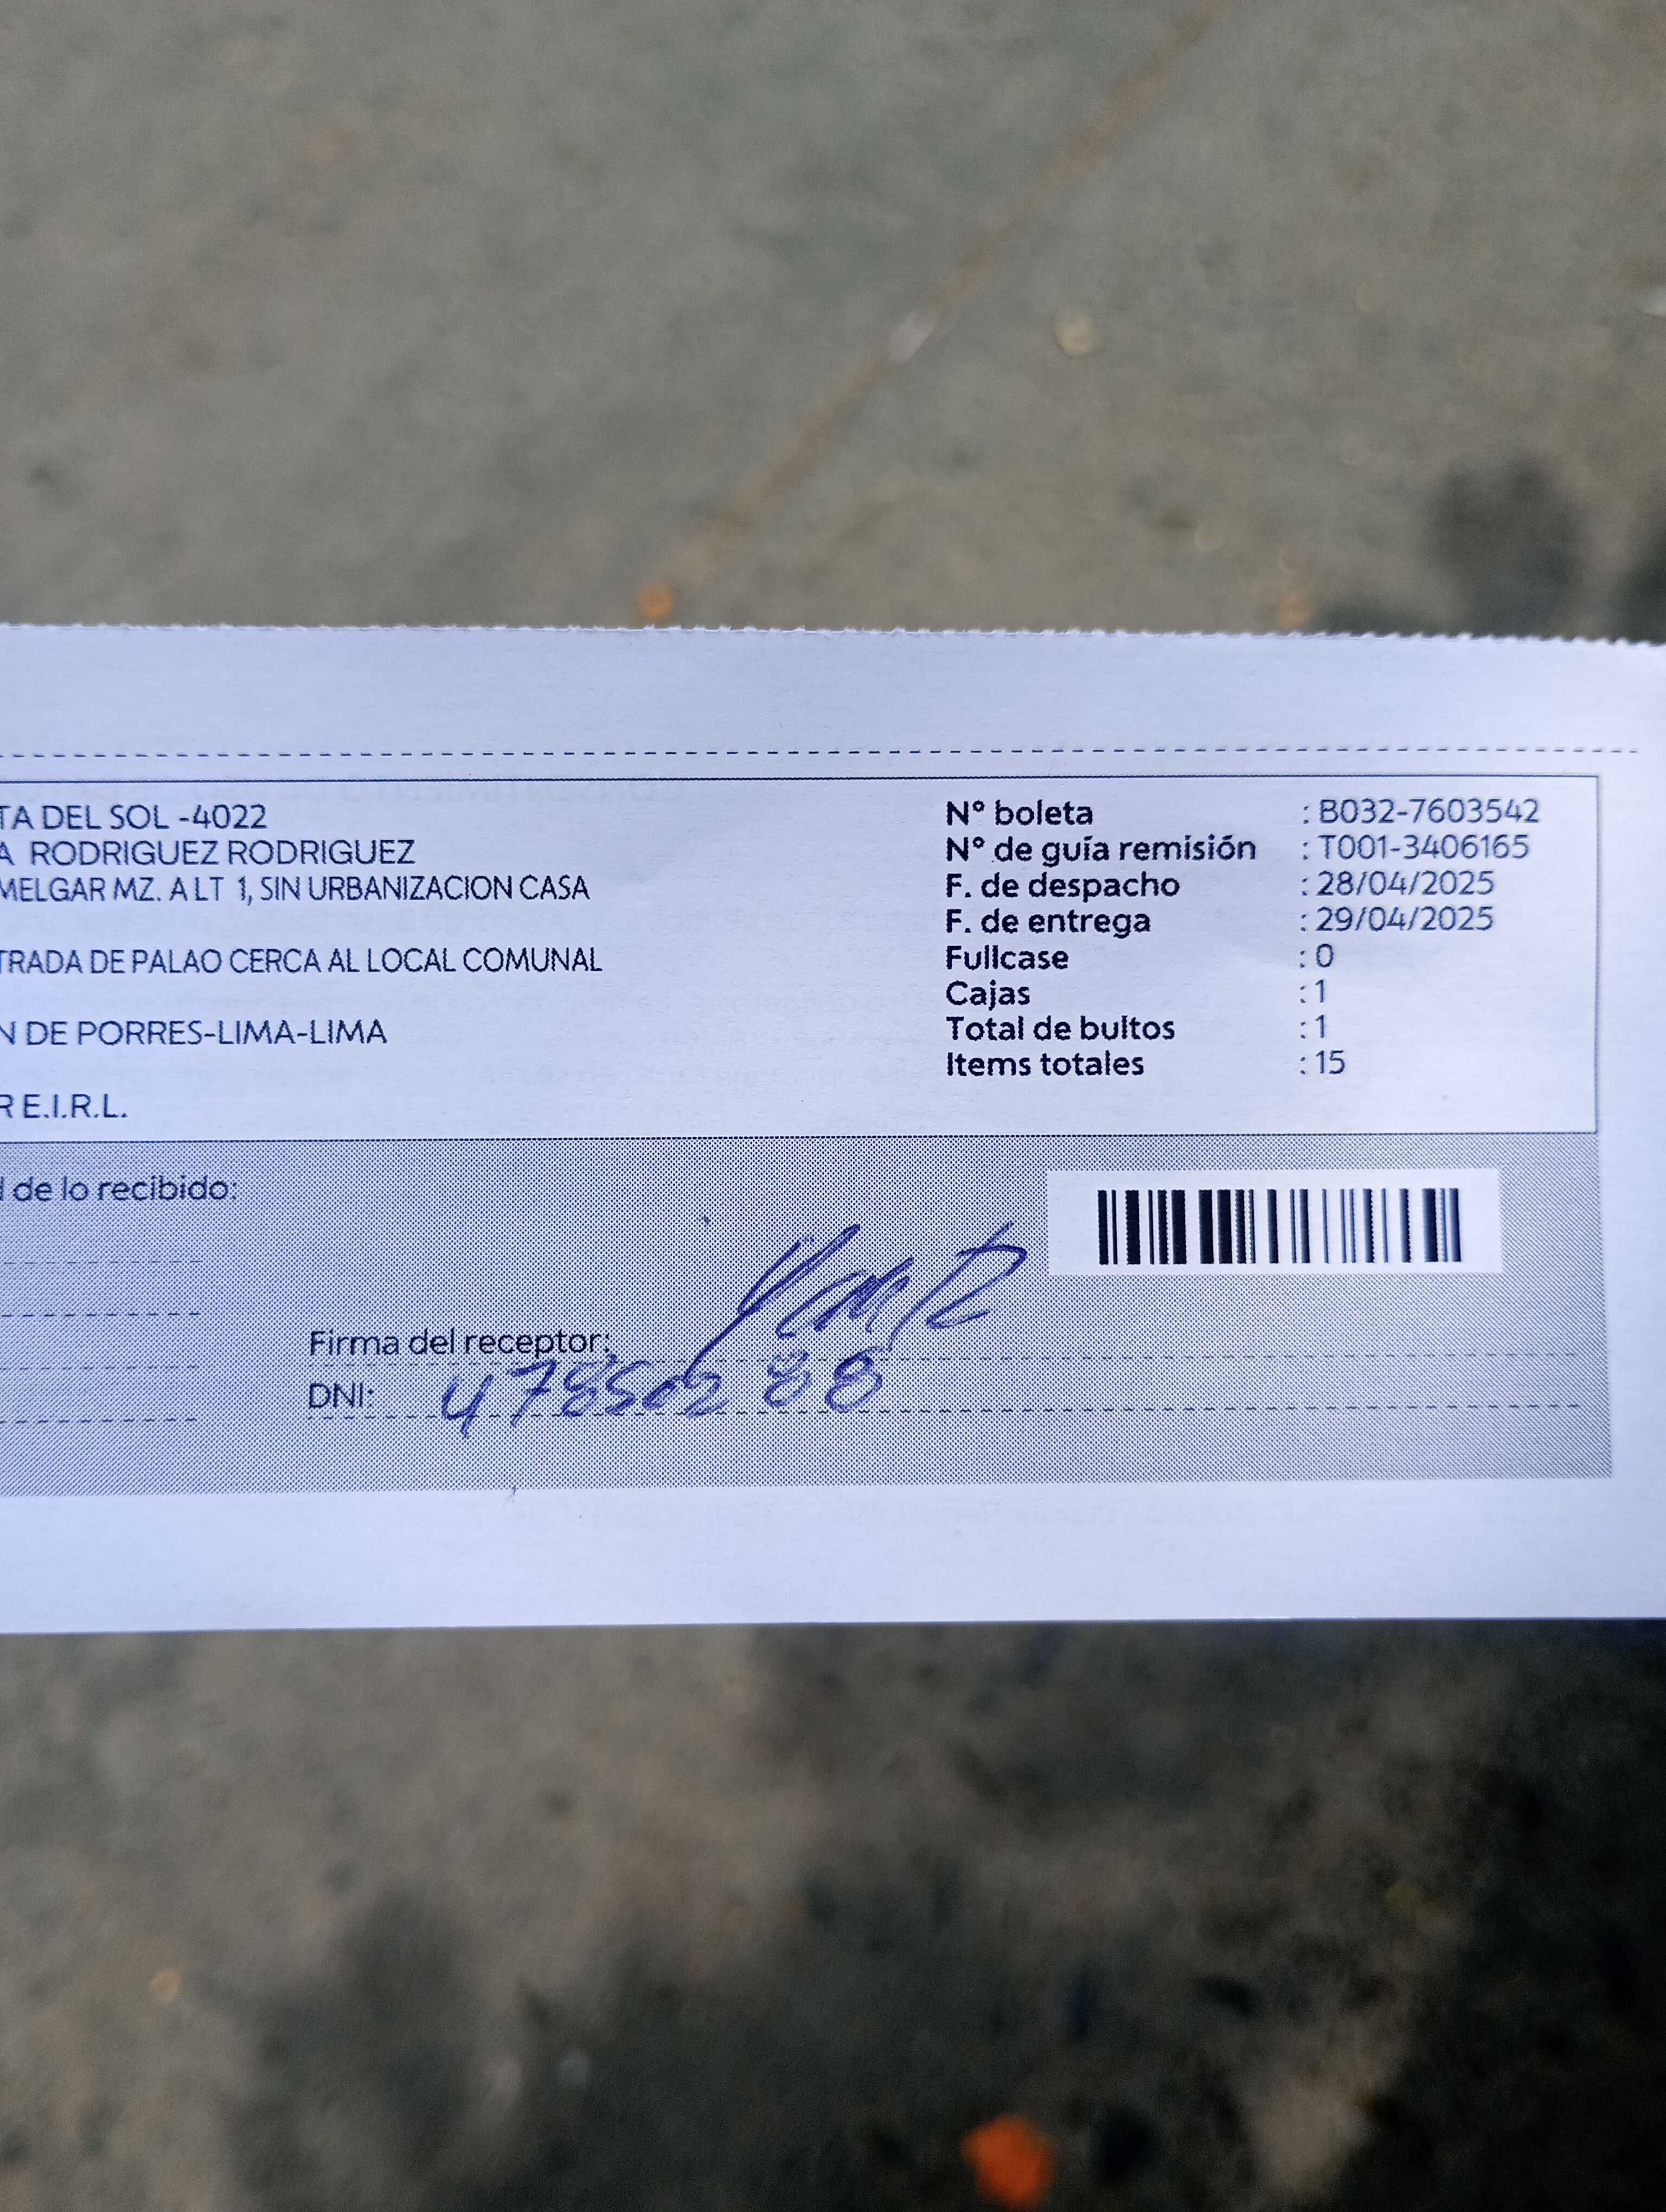 TA DEL SOL -4022
A RODRIGUEZ RODRIGUEZ
MELGAR MZ. A LT 1, SIN URBANIZACION CASA
TRADA DE PALAO CERCA AL LOCAL COMUNAL
N DE PORRES-LIMA-LIMA
R E.I.R.L.
N° boleta : B032-7603542
N° de guía remisión : T001-3406165
F. de despacho : 28/04/2025
F. de entrega : 29/04/2025
Fullcase : 0
Cajas : 1
Total de bultos : 1
Items totales : 15
d de lo recibido:
Firma del receptor:
DNI: